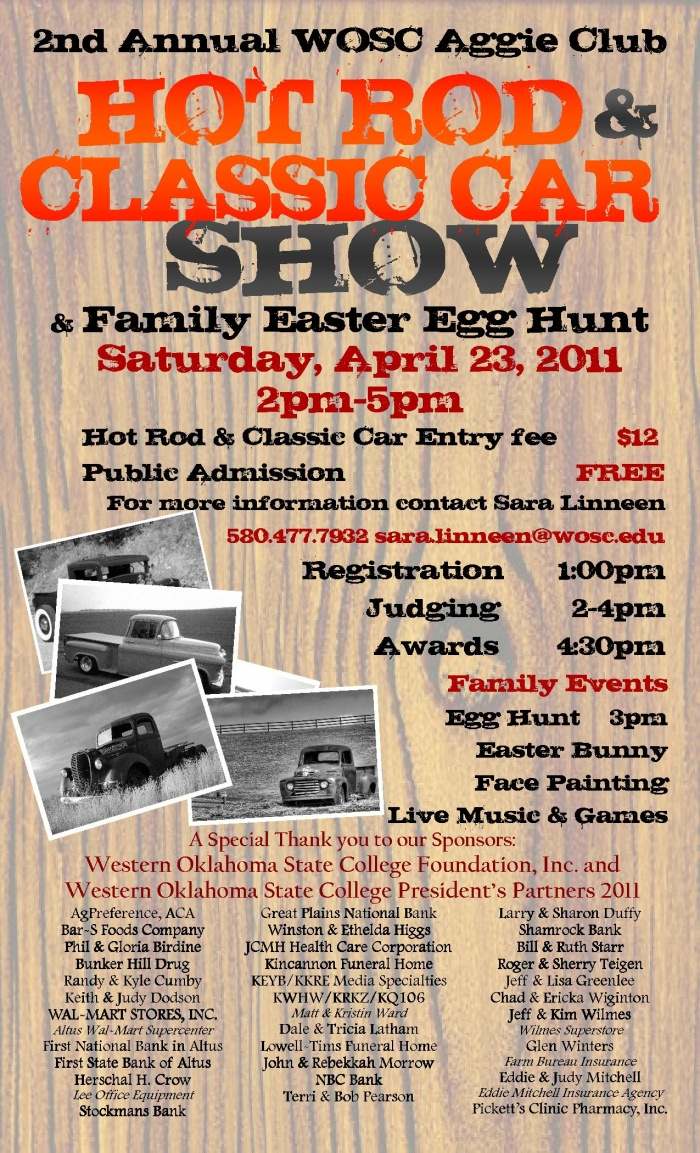 2nd Annual WOSC Aggie Club
HOT ROD &
CLASSIC CAR
SHOW
& Family Easter Egg Hunt
Saturday, April 23, 2011
2pm-5pm
Hot Rod & Classic Car Entry fee $12
Public Admission FREE
For more information contact Sara Linneen
580.477.7932 sara.linneen@wosc.edu
Registration 1:00pm
Judging 2-4pm
Awards 4:30pm
Family Events
Egg Hunt 3pm
Easter Bunny
Face Painting
Live Music & Games
A Special Thank you to our Sponsors:
Western Oklahoma State College Foundation, Inc. and
Western Oklahoma State College President's Partners 2011
AgPreference, ACA
Bar-S Foods Company
Phil & Gloria Birdine
Bunker Hill Drug
Randy & Kyle Cumby
Keith & Judy Dodson
WAL-MART STORES, INC.
Altus Wal-Mart Supercenter
First National Bank in Altus
First State Bank of Altus
Herschal H. Crow
Lee Office Equipment
Stockmans Bank
Great Plains National Bank
Winston & Ethelda Higgs
JCMH Health Care Corporation
Kincannon Funeral Home
KEYB/KKRE Media Specialties
KWHW/KRKZ/KQ106
Matt & Kristin Ward
Dale & Tricia Latham
Lowell-Tims Funeral Home
John & Rebekkah Morrow
NBC Bank
Terri & Bob Pearson
Larry & Sharon Duffy
Shamrock Bank
Bill & Ruth Starr
Roger & Sherry Teigen
Jeff & Lisa Greenlee
Chad & Ericka Wiginton
Jeff & Kim Wilmes
Wilmes Superstore
Glen Winters
Farm Bureau Insurance
Eddie & Judy Mitchell
Eddie Mitchell Insurance Agency
Pickett's Clinic Pharmacy, Inc.